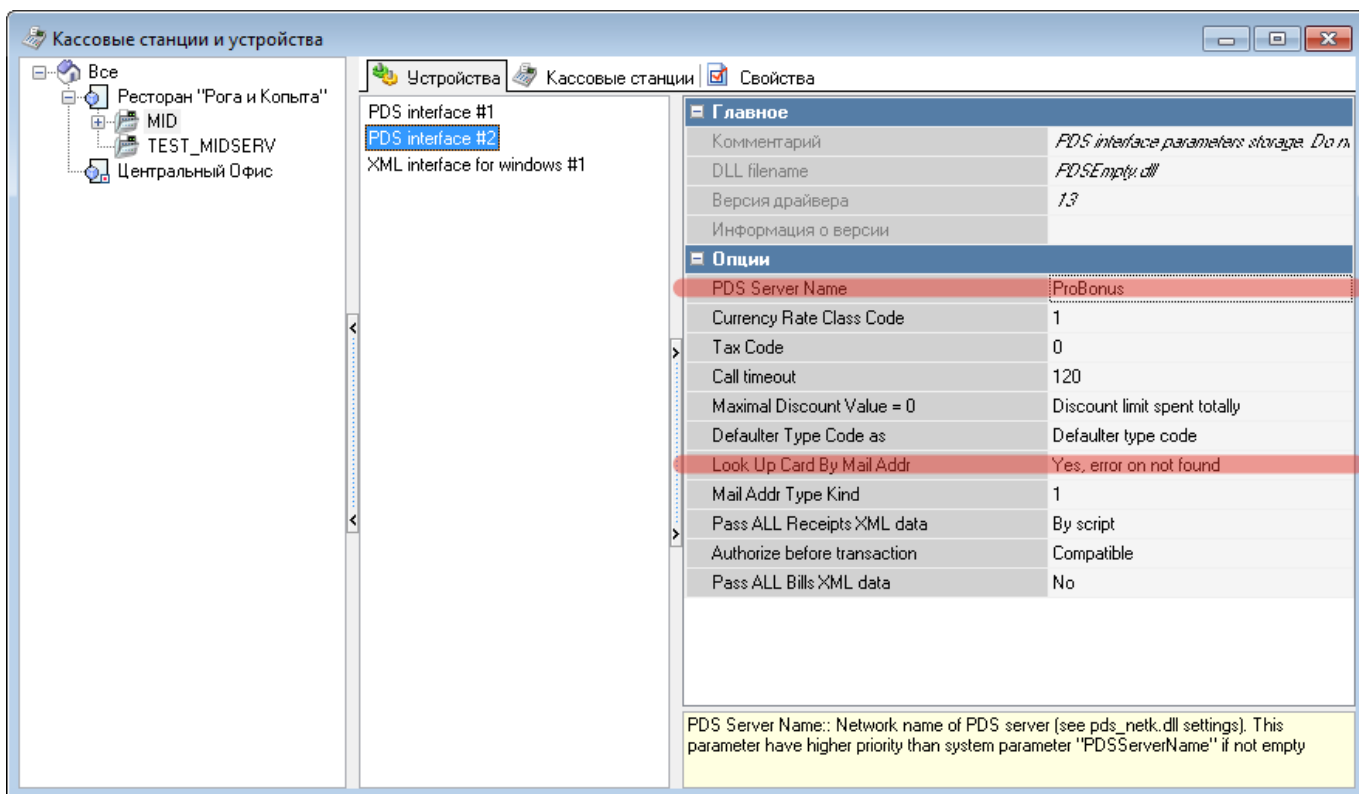 Кассовые станции и устройства
Все
Ресторан "Рога и Копыта"
MID
TEST_MIDSERV
Центральный Офис
Устройства Кассовые станции Свойства
PDS interface #1
PDS interface #2
XML interface for windows #1
Главное
Комментарий PDS interface parameters storage. Do n
DLL filename PDSEmpty.dll
Версия драйвера 1.3
Информация о версии
Опции
PDS Server Name ProBonus
Currency Rate Class Code 1
Tax Code 0
Call timeout 120
Maximal Discount Value = 0 Discount limit spent totally
Defaulter Type Code as Defaulter type code
Look Up Card By Mail Addr Yes, error on not found
Mail Addr Type Kind 1
Pass ALL Receipts XML data By script
Authorize before transaction Compatible
Pass ALL Bills XML data No
PDS Server Name:: Network name of PDS server (see pds_netk.dll settings). This
parameter have higher priority than system parameter "PDSServerName" if not empty